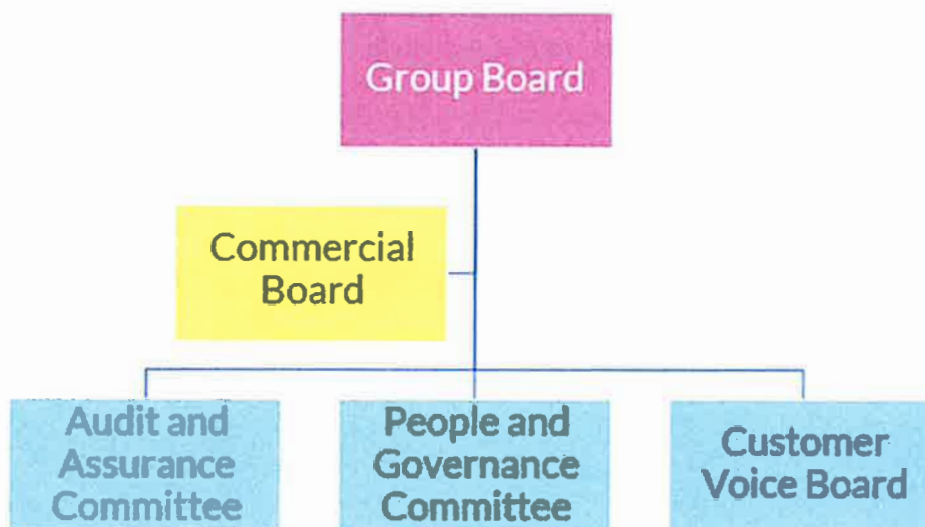 Group Board
Commercial
Board
Audit and
Assurance
Committee
People and
Governance
Committee
Customer
Voice Board